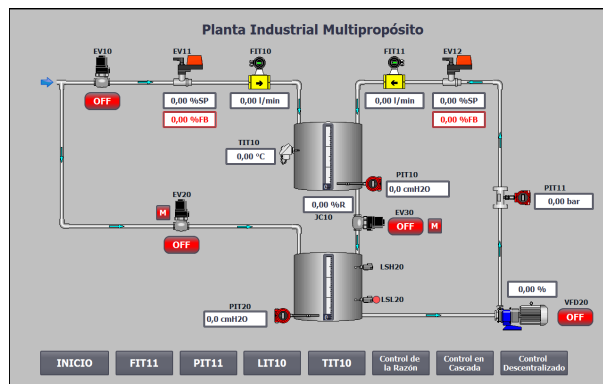 Planta Industrial Multipropósito
EV10
EV11
FIT10
FIT11
EV12
OFF
0,00 %SP
0,00 l/min
0,00 l/min
0,00 %SP
0,00 %FB
0,00 %FB
TIT10
0,00 °C
PIT10
0,0 cmH2O
EV20
0,00 %R
PIT11
0,00 bar
M
JC10
EV30
OFF
OFF
M
LSH20
PIT20
0,0 cmH2O
LSL20
0,00 %
VFD20
OFF
INICIO
FIT11
PIT11
LIT10
TIT10
Control de
la Razón
Control en
Cascada
Control
Descentralizado